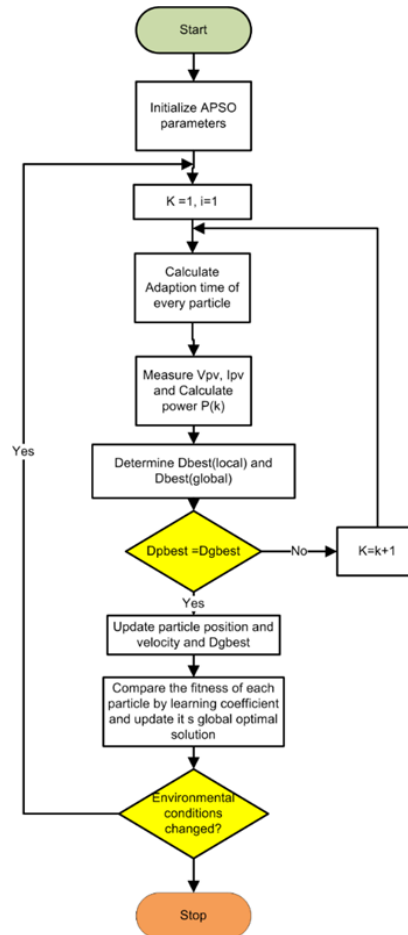 Start
Initialize APSO
parameters
K =1, i=1
Calculate
Adaption time of
every particle
Measure Vpv, Ipv
and Calculate
power P(k)
Yes
Determine Dbest(local) and
Dbest(global)
Dpbest =Dgbest
No
K=k+1
Yes
Update particle position and
velocity and Dgbest
Compare the fitness of each
particle by learning coefficient
and update it s global optimal
solution
Environmental
conditions
changed?
Stop